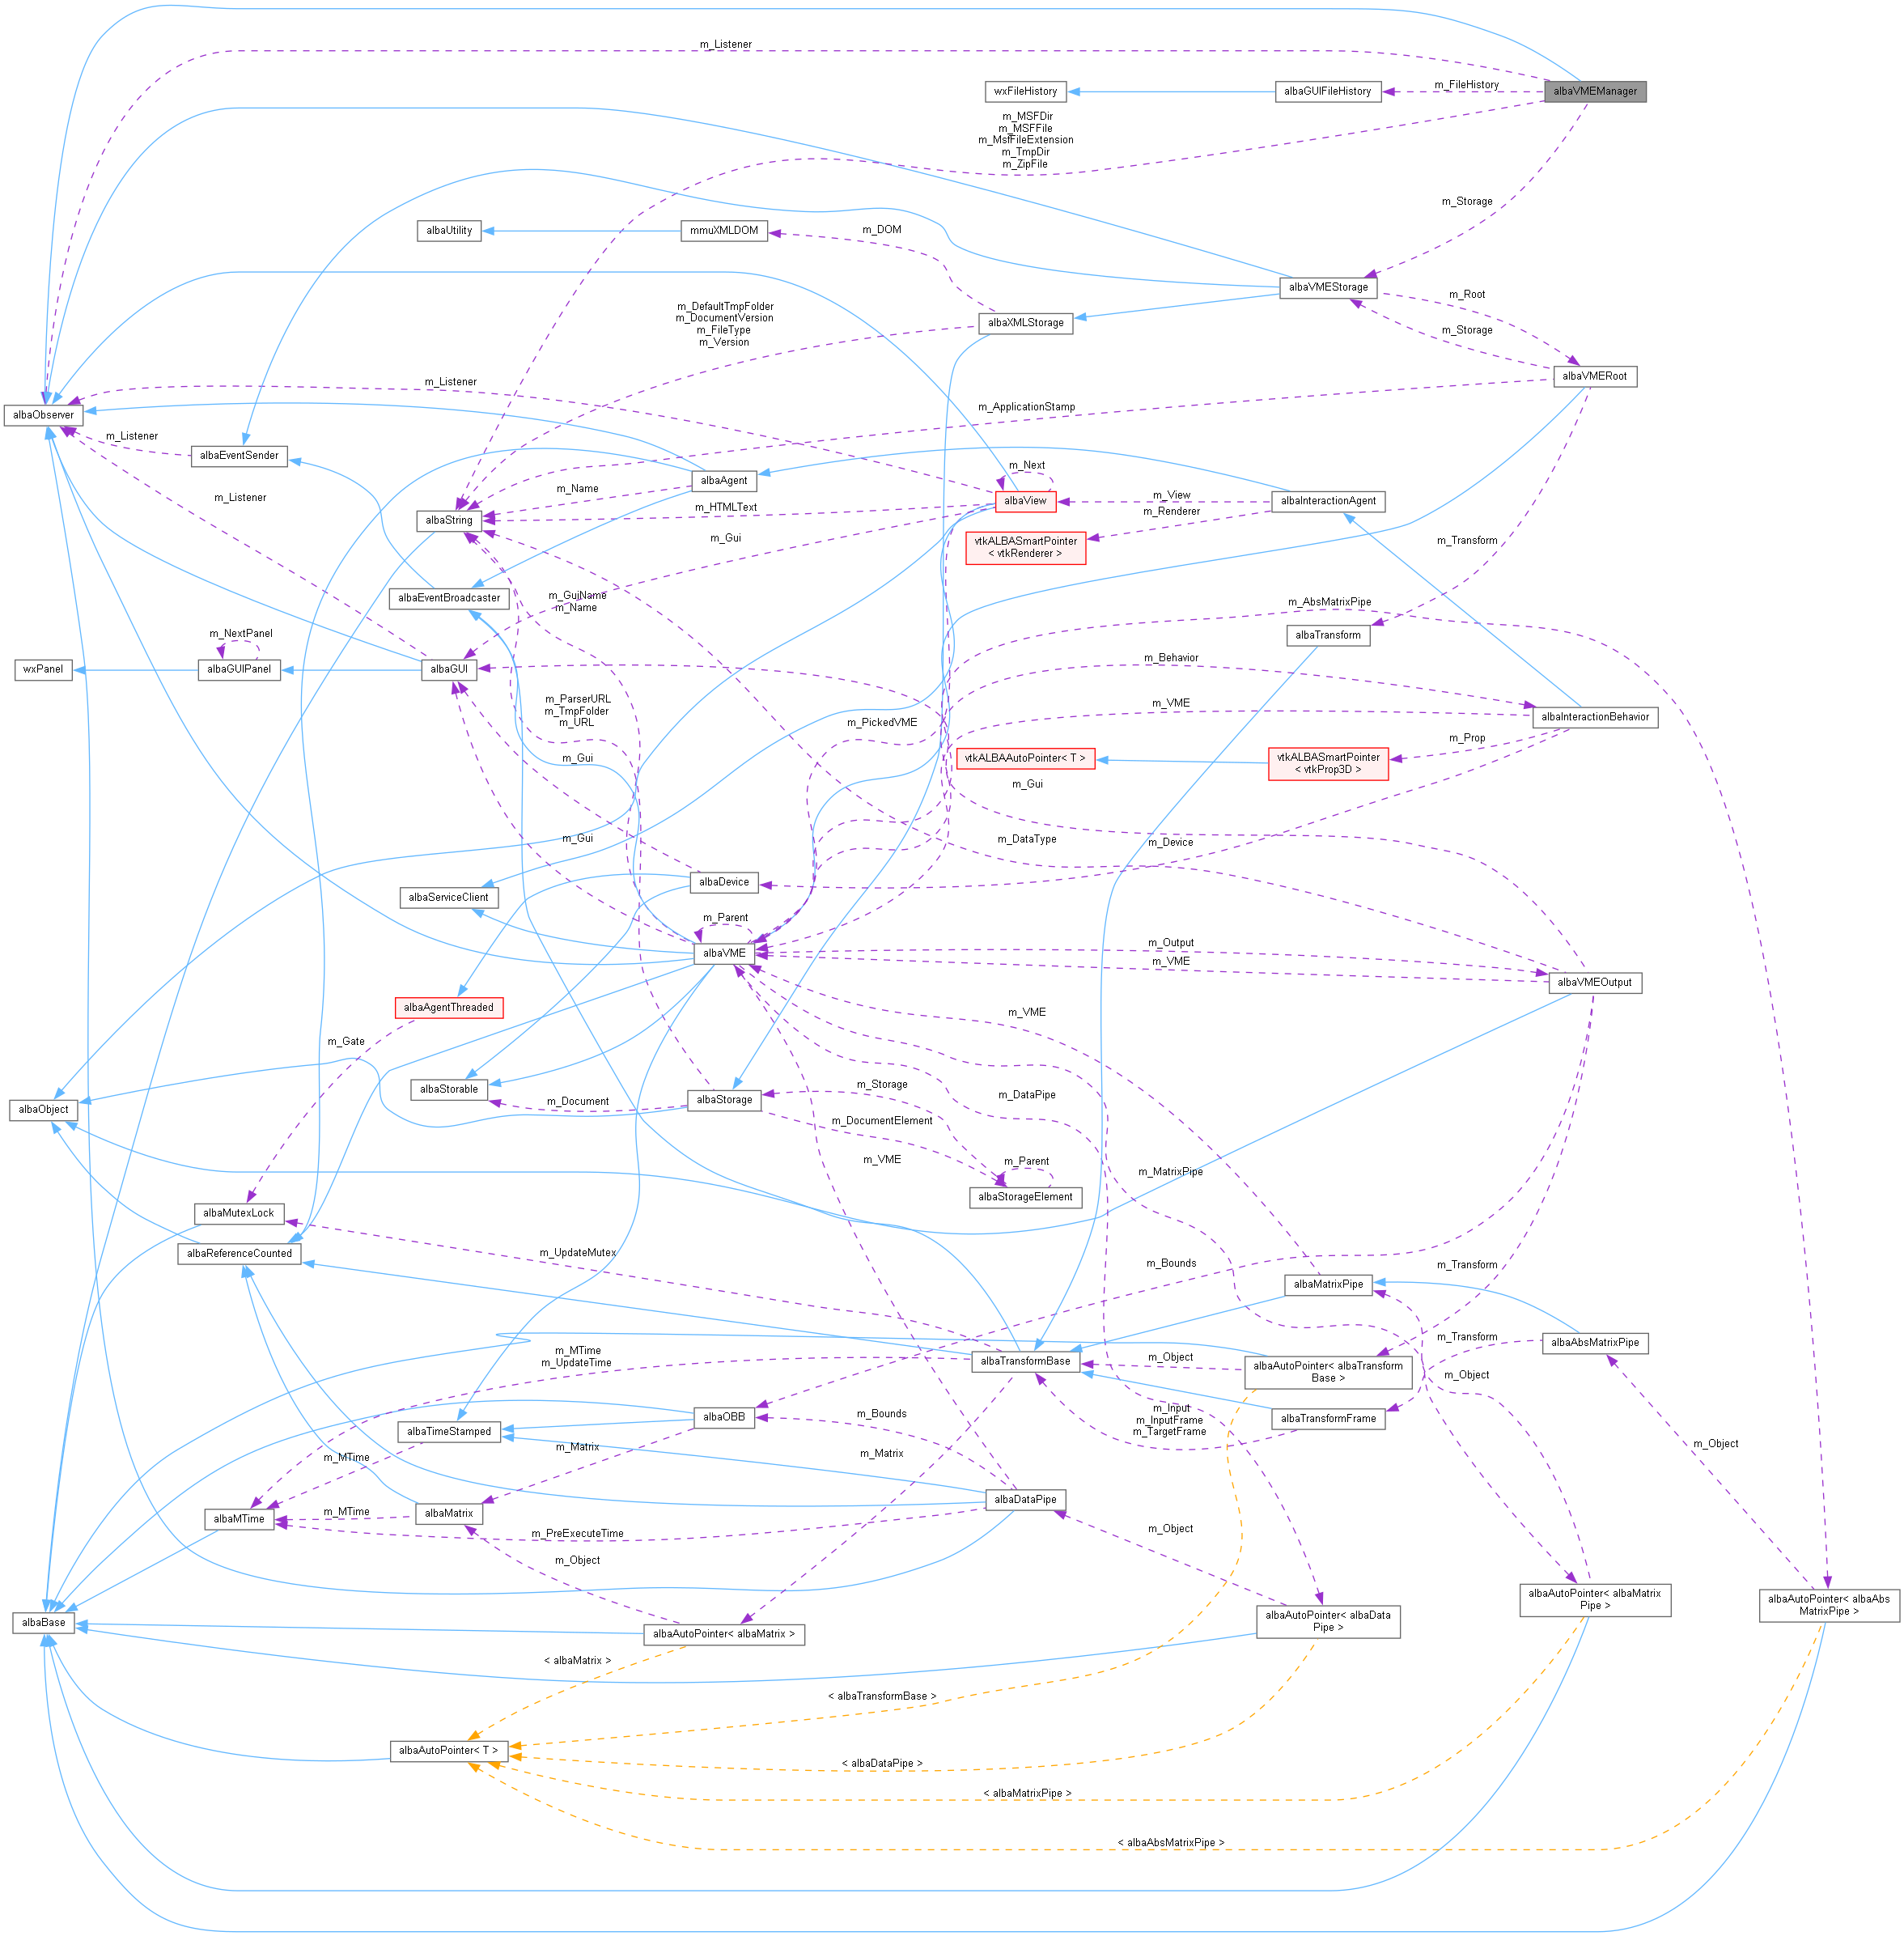 m_Listener
wxFileHistory
albaGUIFileHistory
m_FileHistory
albaVMEManager
m_MSFDir
m_MSFFile
m_MsfFileExtension
m_TmpDir
m_ZipFile
m_Storage
albaUtility
mmuXMLDOM
m_DOM
albaVMEStorage
m_Root
m_DefaultTmpFolder
m_DocumentVersion
m_FileType
m_Version
albaXMLStorage
m_Storage
albaVMERoot
m_Listener
m_ApplicationStamp
albaObserver
m_Listener
albaEventSender
albaAgent
m_Name
m_Next
albaView
m_View
albaInteractionAgent
m_Listener
m_HTMLText
m_Renderer
albaString
m_Gui
vtkALBASmartPointer
< vtkRenderer >
m_Transform
albaEventBroadcaster
m_GuiName
m_Name
m_AbsMatrixPipe
albaTransform
m_NextPanel
wxPanel
albaGUIPanel
albaGUI
m_Behavior
m_ParserURL
m_TmpFolder
m_URL
m_PickedVME
m_VME
albaInteractionBehavior
m_Gui
vtkALBAAutoPointer< T >
vtkALBASmartPointer
< vtkProp3D >
m_Prop
m_Gui
m_Gui
m_DataType
m_Device
albaDevice
albaServiceClient
m_Parent
albaVME
m_Output
m_VME
albaVMEOutput
albaAgentThreaded
m_Gate
m_VME
albaStorable
m_Document
albaStorage
m_Storage
m_DataPipe
albaObject
m_DocumentElement
m_VME
m_Parent
albaStorageElement
m_MatrixPipe
albaMutexLock
albaReferenceCounted
m_UpdateMutex
m_Bounds
m_Transform
albaMatrixPipe
m_MTime
m_UpdateTime
albaTransformBase
m_Object
albaAutoPointer< albaTransform
Base >
m_Transform
albaAbsMatrixPipe
m_Object
albaOBB
m_Bounds
m_Input
m_InputFrame
m_TargetFrame
albaTransformFrame
albaTimeStamped
m_MTime
m_Matrix
m_Matrix
m_Object
albaMTime
m_MTime
albaMatrix
albaDataPipe
m_PreExecuteTime
m_Object
m_Object
albaBase
albaAutoPointer< albaMatrix >
albaAutoPointer< albaData
Pipe >
albaAutoPointer< albaMatrix
Pipe >
albaAutoPointer< albaAbs
MatrixPipe >
< albaMatrix >
< albaTransformBase >
albaAutoPointer< T >
< albaDataPipe >
< albaMatrixPipe >
< albaAbsMatrixPipe >